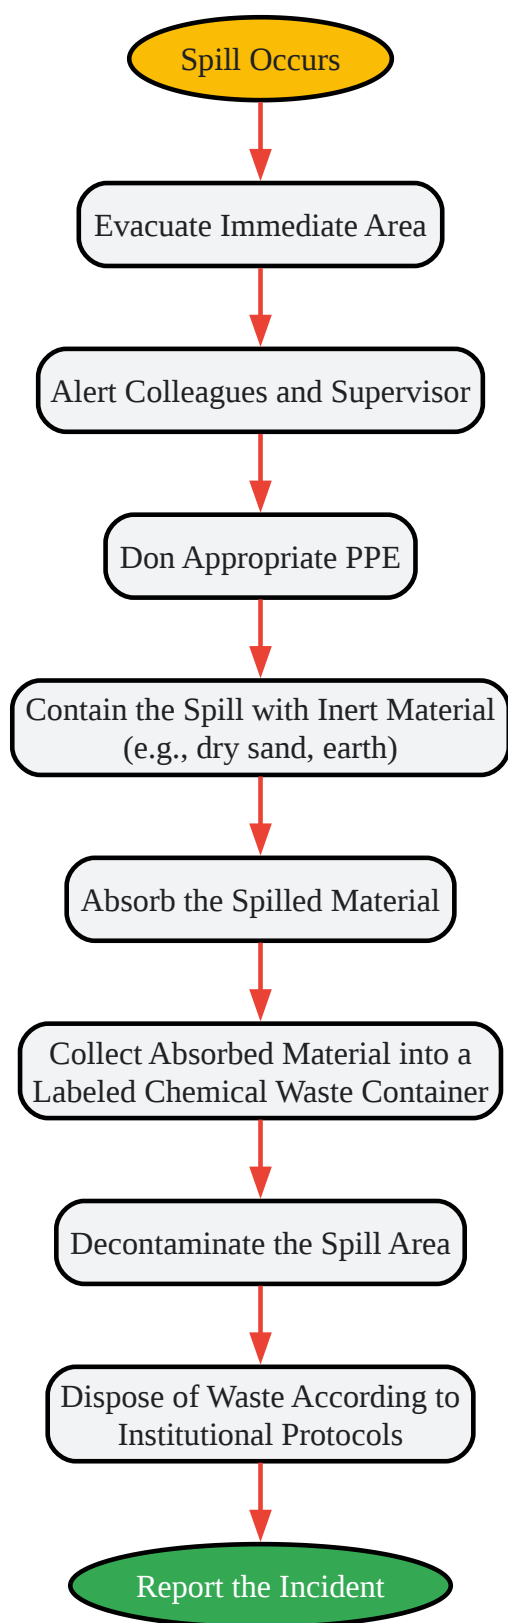 Spill Occurs
Evacuate Immediate Area
Alert Colleagues and Supervisor
Don Appropriate PPE
Contain the Spill with Inert Material
(e.g., dry sand, earth)
Absorb the Spilled Material
Collect Absorbed Material into a
Labeled Chemical Waste Container
Decontaminate the Spill Area
Dispose of Waste According to
Institutional Protocols
Report the Incident